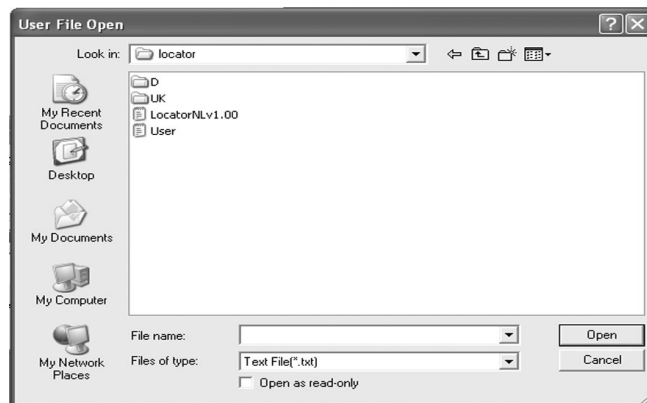 User File Open
Look in: locator
My Recent
Documents
Desktop
My Documents
My Computer
My Network
Places
D
UK
LocatorNLv1.00
User
File name:
Open
Files of type: Text File(*.txt)
Cancel
Open as read-only